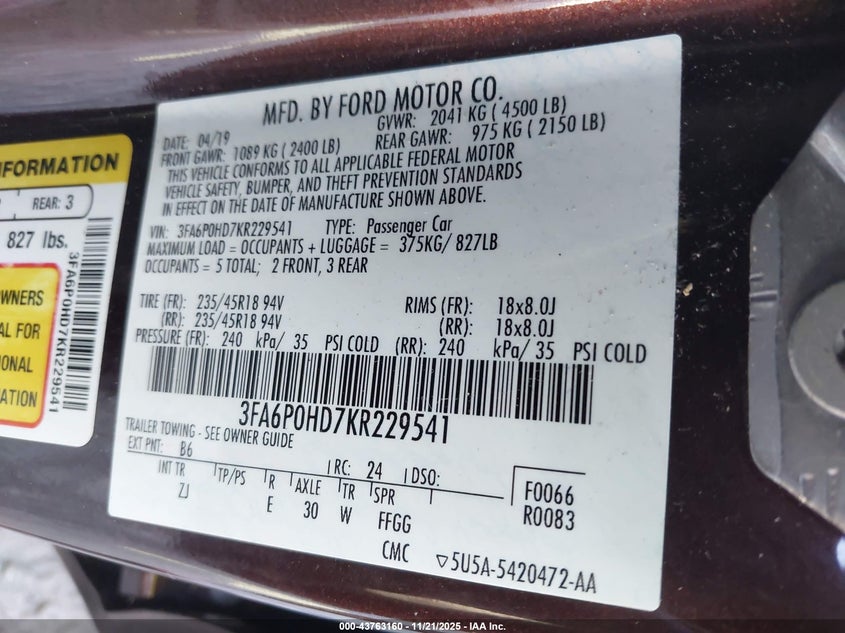 MFD. BY FORD MOTOR CO.
DATE: 04/19
GVWR: 2041 KG ( 4500 LB)
FRONT GAWR: 1089 KG ( 2400 LB)
REAR GAWR: 975 KG ( 2150 LB)
THIS VEHICLE CONFORMS TO ALL APPLICABLE FEDERAL MOTOR
VEHICLE SAFETY, BUMPER, AND THEFT PREVENTION STANDARDS
IN EFFECT ON THE DATE OF MANUFACTURE SHOWN ABOVE.
VIN: 3FA6P0HD7KR229541 TYPE: Passenger Car
MAXIMUM LOAD = OCCUPANTS + LUGGAGE = 375KG/ 827LB
OCCUPANTS = 5 TOTAL; 2 FRONT, 3 REAR
TIRE (FR): 235/45R18 94V RIMS (FR): 18x8.0J
(RR): 235/45R18 94V (RR): 18x8.0J
PRESSURE (FR): 240 kPa/ 35 PSI COLD (RR): 240 kPa/ 35 PSI COLD
3FA6P0HD7KR229541
TRAILER TOWING - SEE OWNER GUIDE
EXT PNT: B6 RC: 24 DSO:
INT TR TP/PS R AXLE TR SPR
ZJ E 30 W FFGG
F0066
R0083
CMC 5U5A-5420472-AA
INFORMATION
REAR: 3
827 lbs.
3FA6P0HD7KR229541
OWNERS
AL FOR
IONAL
ATION
000-43763160 - 11/21/2025 - IAA Inc.